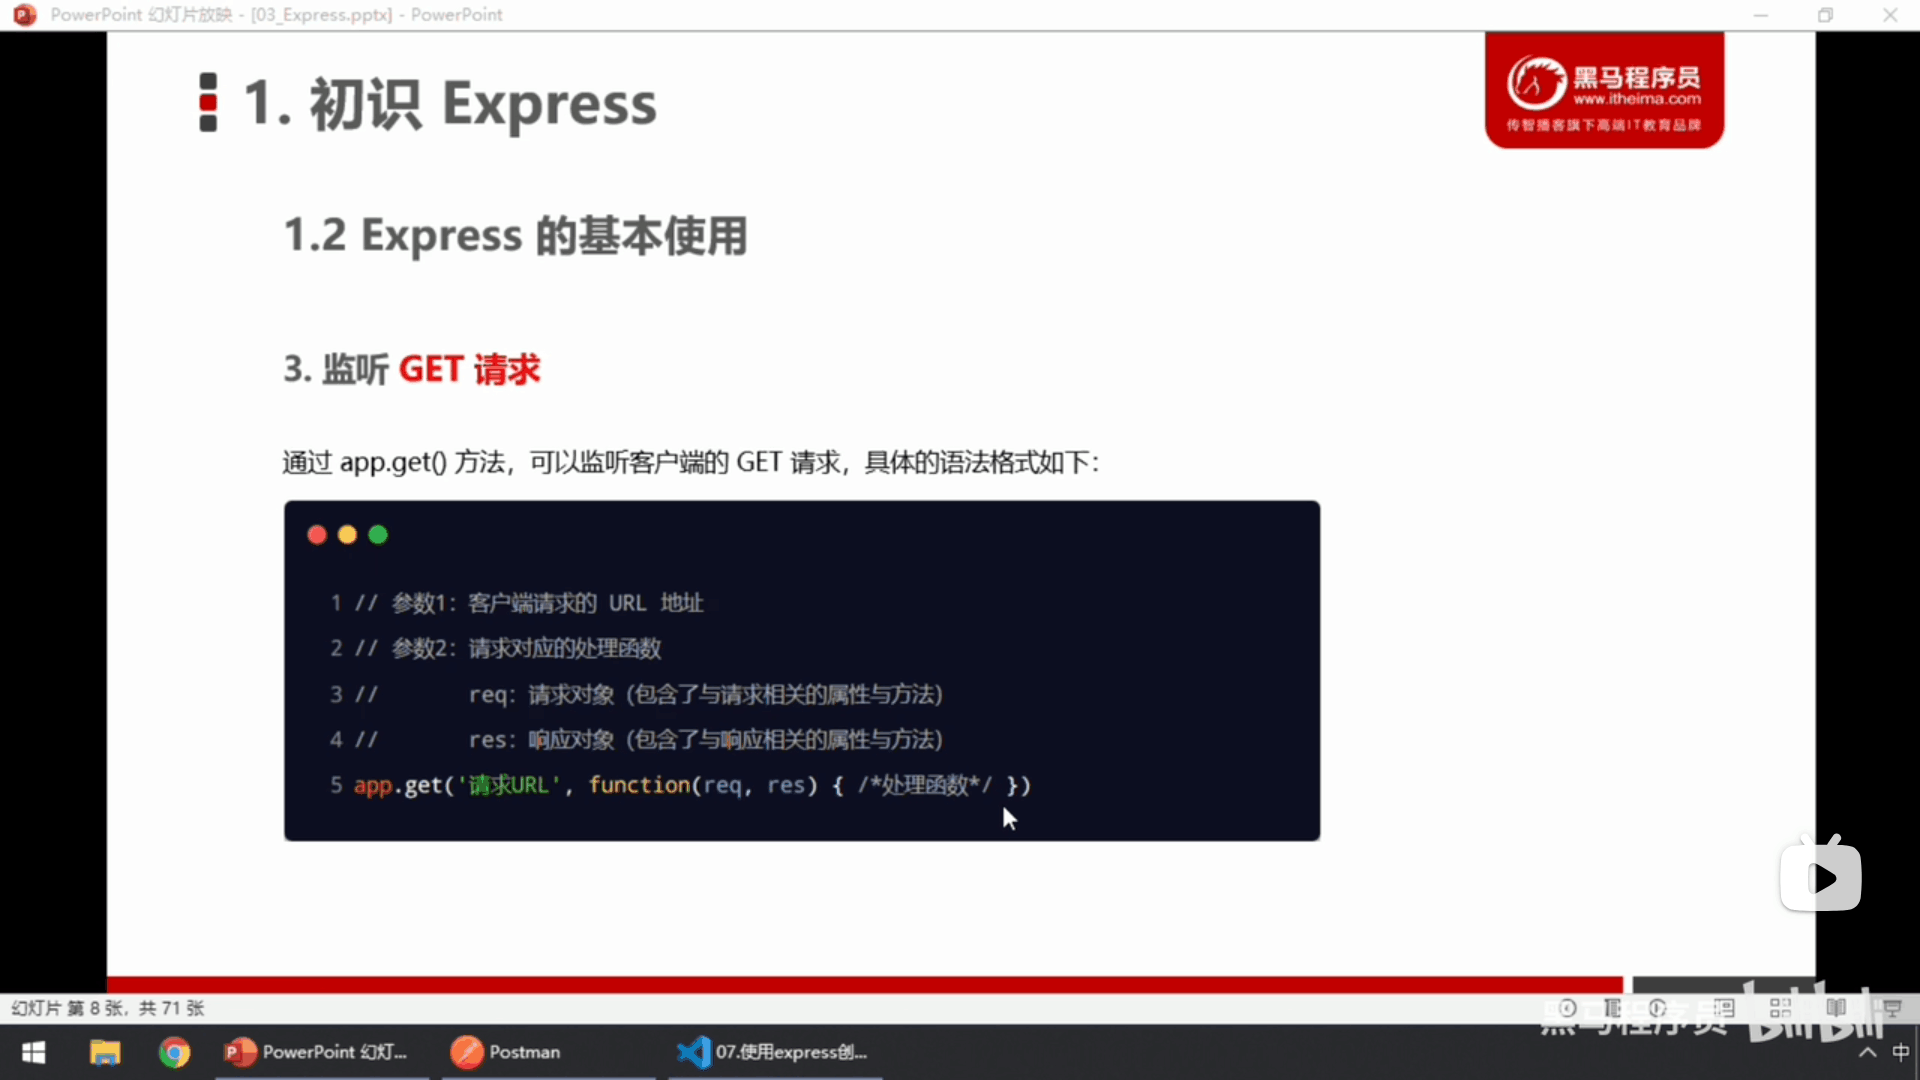 PowerPoint 幻灯片放映 - [03_Express.pptx] - PowerPoint
1. 初识 Express
黑马程序员
www.itheima.com
传智播客旗下高端IT教育品牌
1.2 Express 的基本使用
3. 监听 GET 请求
通过 app.get() 方法，可以监听客户端的 GET 请求，具体的语法格式如下：
1 // 参数1：客户端请求的 URL 地址
2 // 参数2：请求对应的处理函数
3 // req：请求对象（包含了与请求相关的属性与方法）
4 // res：响应对象（包含了与响应相关的属性与方法）
5 app.get('请求URL', function(req, res) { /*处理函数*/ })
幻灯片 第 8 张，共 71 张
黑马程序员 bilibili
PowerPoint 幻灯...
Postman
07.使用express创...
中